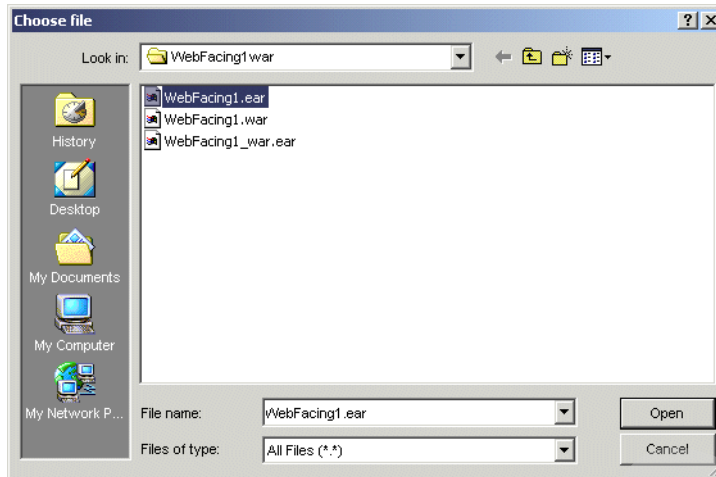 Choose file
Look in: WebFacing1war
WebFacing1.ear
WebFacing1.war
WebFacing1_war.ear
History
Desktop
My Documents
My Computer
My Network P...
File name: WebFacing1.ear Open
Files of type: All Files (*.*) Cancel